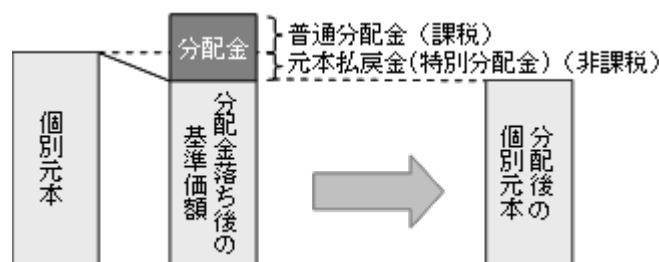 分配金
普通分配金（課税）
元本払戻金(特別分配金)（非課税）
個別元本
分配金落ち後の
基準価額
分配後の
個別元本